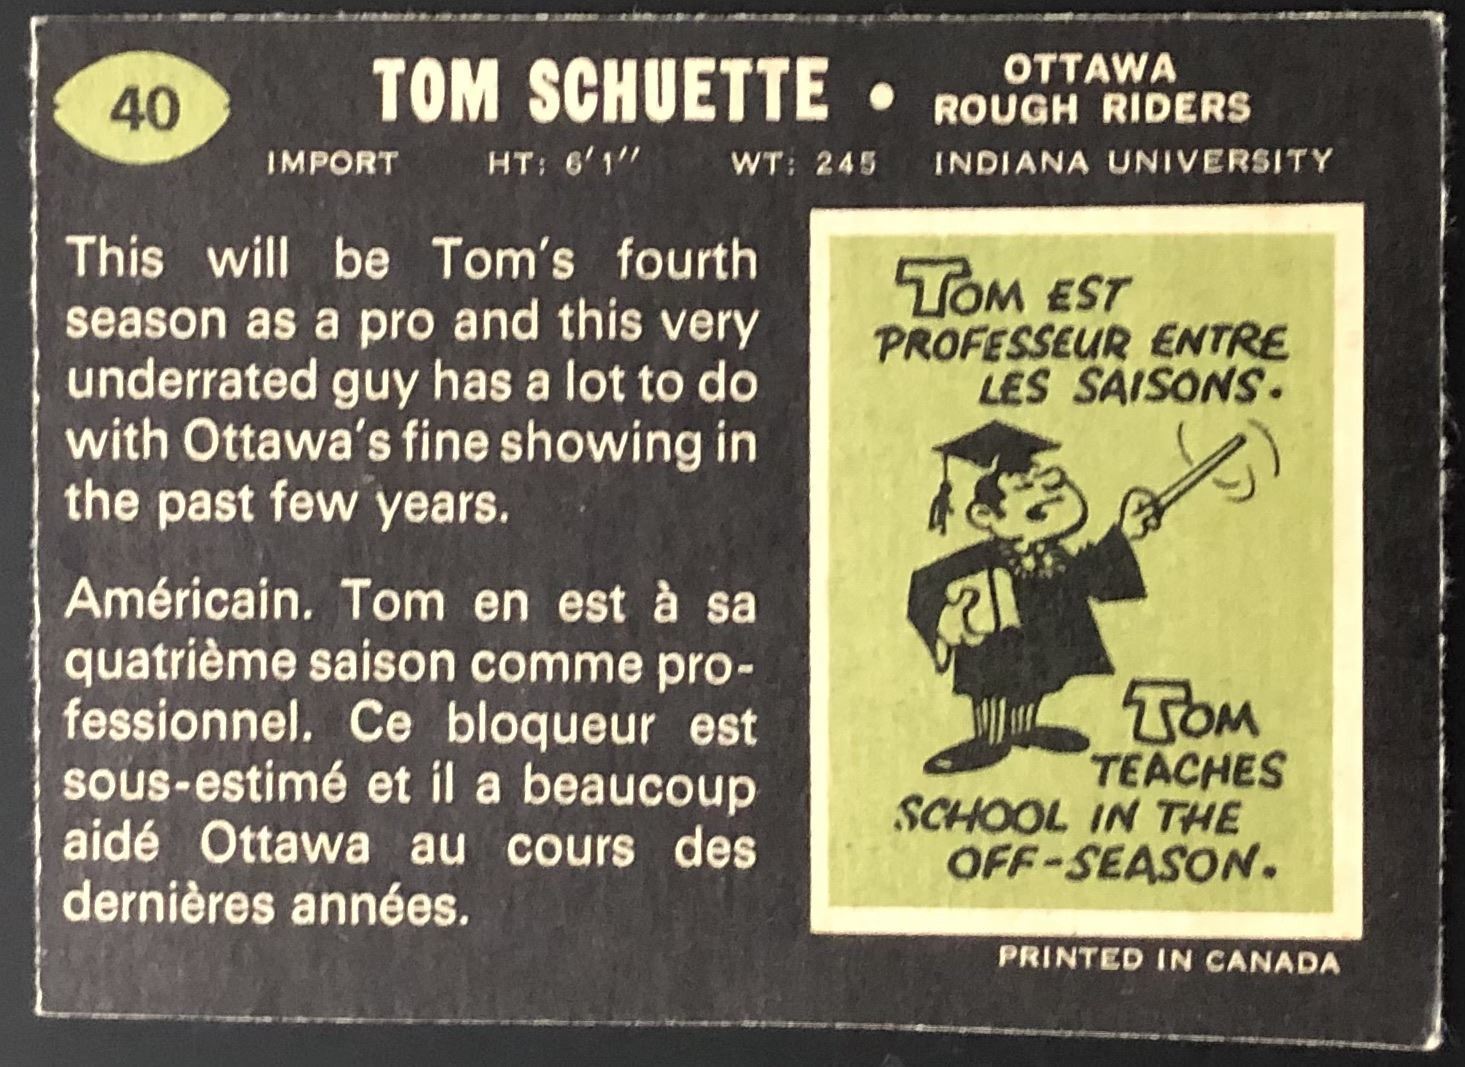 40
TOM SCHUETTE •
OTTAWA
ROUGH RIDERS
IMPORT HT: 6'1" WT: 245 INDIANA UNIVERSITY
This will be Tom's fourth
season as a pro and this very
underrated guy has a lot to do
with Ottawa's fine showing in
the past few years.
Américain. Tom en est à sa
quatrième saison comme pro-
fessionnel. Ce bloqueur est
sous-estimé et il a beaucoup
aidé Ottawa au cours des
dernières années.
TOM EST
PROFESSEUR ENTRE
LES SAISONS.
TOM
TEACHES
SCHOOL IN THE
OFF-SEASON.
PRINTED IN CANADA